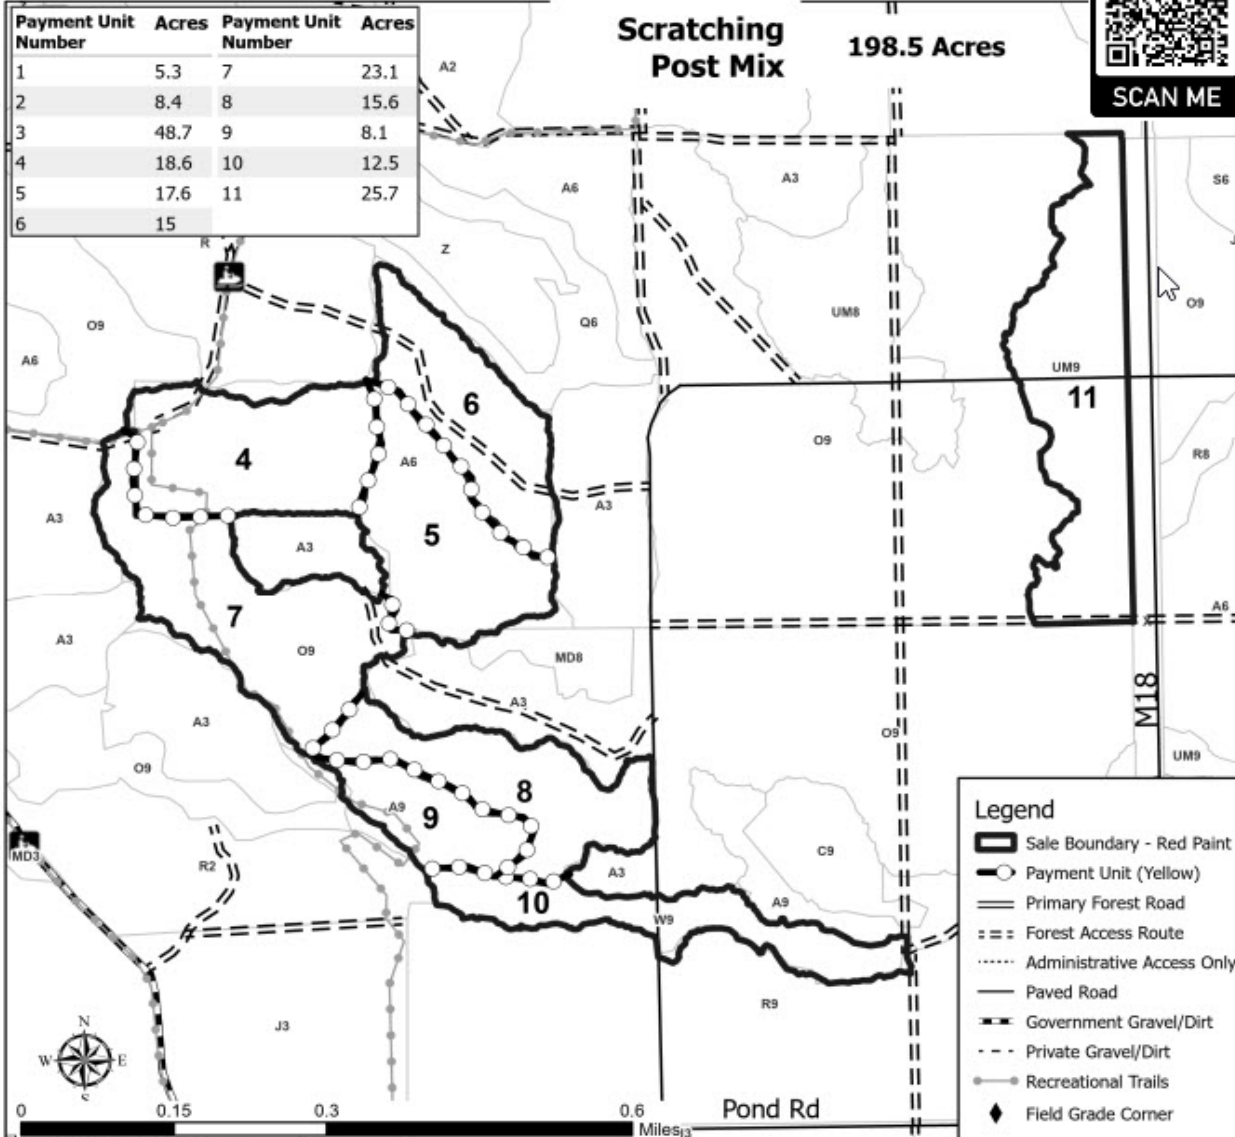 Payment Unit Number Acres Payment Unit Number Acres
1 5.3 7 23.1
2 8.4 8 15.6
3 48.7 9 8.1
4 18.6 10 12.5
5 17.6 11 25.7
6 15
Scratching
Post Mix
198.5 Acres
SCAN ME
A2
A6
A3
S6
R
Z
O9
Q6
UM8
O9
A6
UM9
11
6
4
A6
O9
R8
A3
A3
5
A3
7
A6
A3
O9
MD8
A3
M18
A3
O9
O9
UM9
8
A9
9
MD3
R2
C9
A3
10
A9
W9
R9
J3
N
W E
S
Legend
Sale Boundary - Red Paint
Payment Unit (Yellow)
Primary Forest Road
Forest Access Route
Administrative Access Only
Paved Road
Government Gravel/Dirt
Private Gravel/Dirt
Recreational Trails
Field Grade Corner
0 0.15 0.3 0.6
Miles
Pond Rd